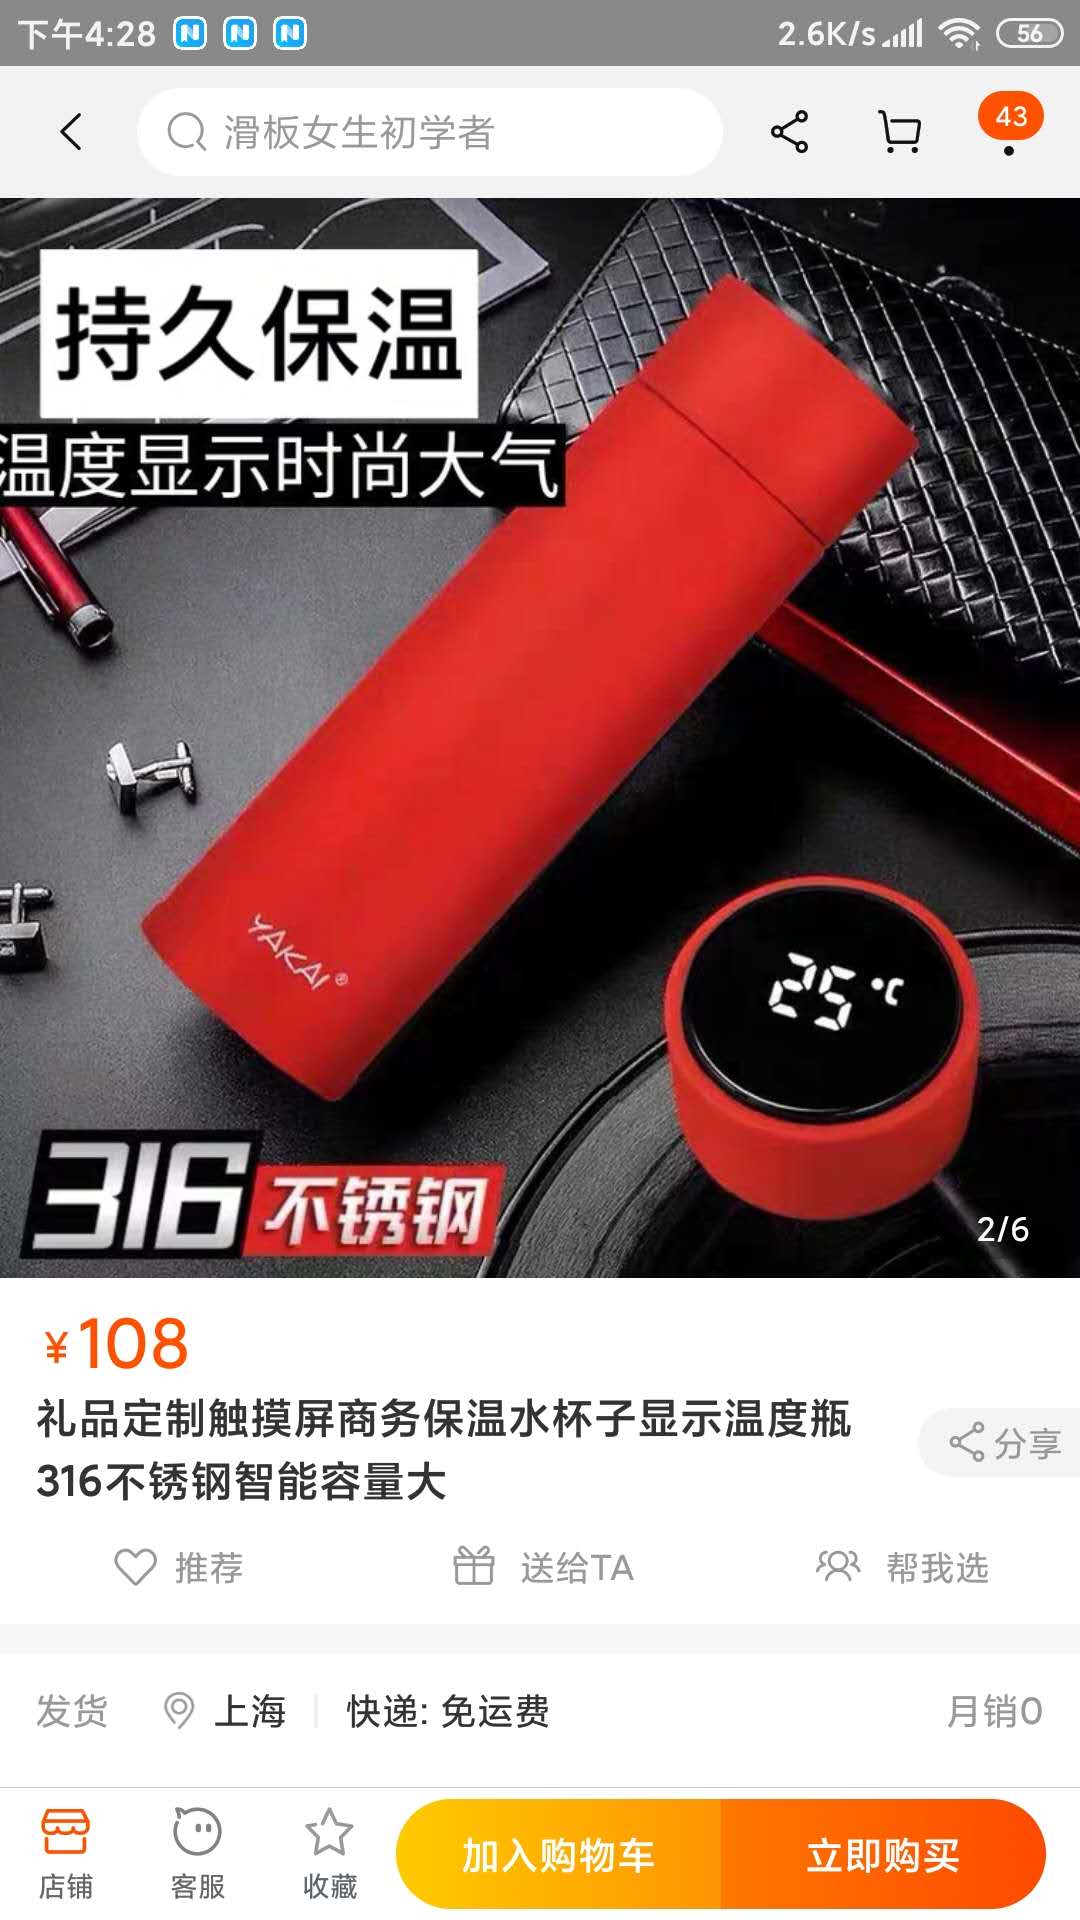 下午4:28
2.6K/s
56
滑板女生初学者
43
持久保温
温度显示时尚大气
YAKAI®
25°C
316不锈钢
2/6
¥108
礼品定制触摸屏商务保温水杯子显示温度瓶
316不锈钢智能容量大
分享
推荐
送给TA
帮我选
发货 上海 快递: 免运费 月销0
店铺
客服
收藏
加入购物车
立即购买